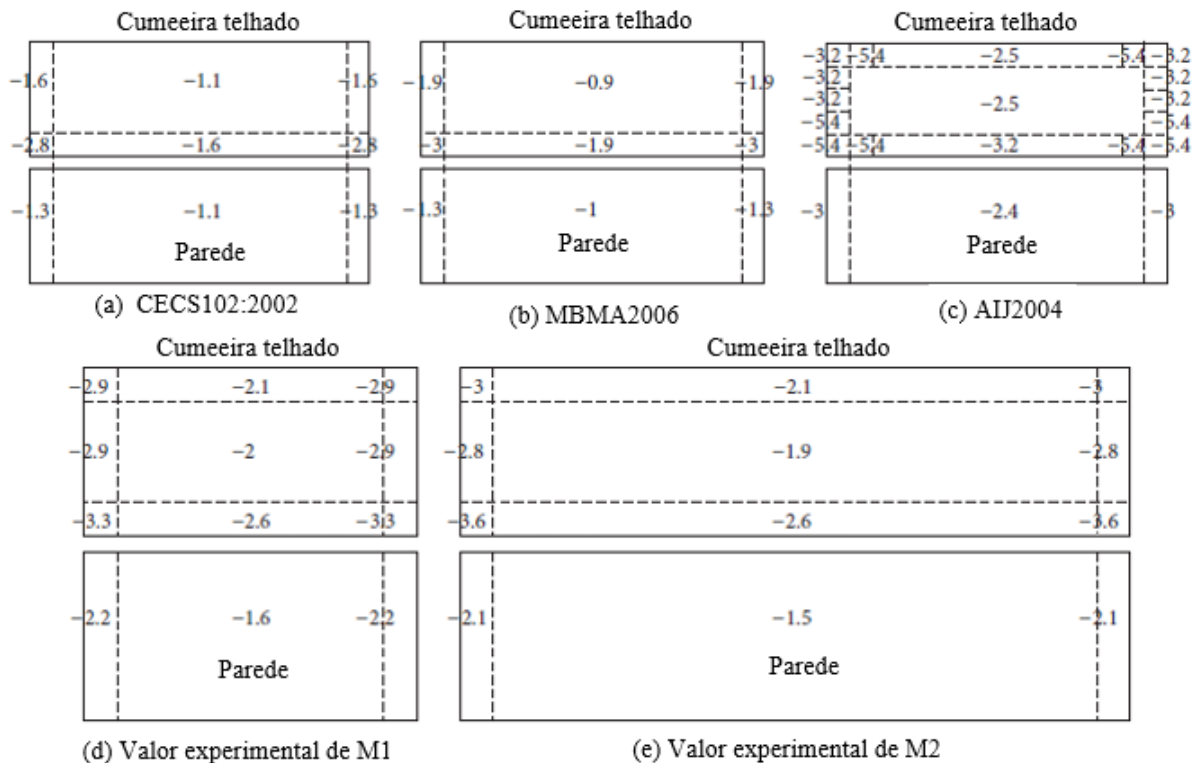 Cumeeira telhado
−1.6 −1.1 −1.6
−2.8 −1.6 −2.8
−1.3 −1.1 −1.3
Parede
(a) CECS102:2002
Cumeeira telhado
−1.9 −0.9 −1.9
−3 −1.9 −3
−1.3 −1 −1.3
Parede
(b) MBMA2006
Cumeeira telhado
−3.2 −5.4 −2.5 −5.4 −3.2
−3.2 −3.2
−3.2 −2.5 −3.2
−5.4 −5.4
−5.4 −5.4 −3.2 −5.4 −5.4
−3 −2.4 −3
Parede
(c) AIJ2004
Cumeeira telhado
−2.9 −2.1 −2.9
−2.9 −2 −2.9
−3.3 −2.6 −3.3
−2.2 −1.6 −2.2
Parede
(d) Valor experimental de M1
Cumeeira telhado
−3 −2.1 −3
−2.8 −1.9 −2.8
−3.6 −2.6 −3.6
−2.1 −1.5 −2.1
Parede
(e) Valor experimental de M2